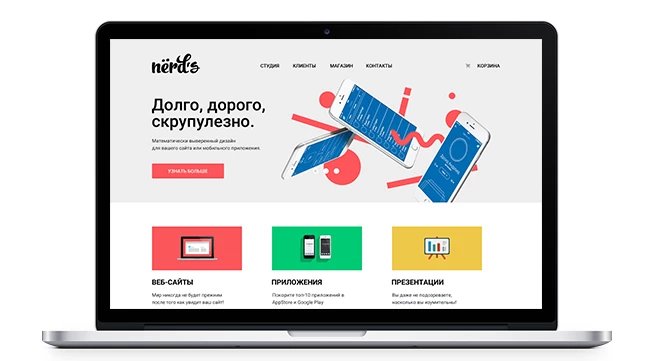 nёrd's
СТУДИЯ КЛИЕНТЫ МАГАЗИН КОНТАКТЫ КОРЗИНА
Долго, дорого,
скрупулезно.
Математически выверенный дизайн
для вашего сайта или мобильного приложения.
УЗНАТЬ БОЛЬШЕ
ВЕБ-САЙТЫ ПРИЛОЖЕНИЯ ПРЕЗЕНТАЦИИ
Мир никогда не будет прежним Покорите топ-10 приложений в Вы даже не подозреваете,
после того как увидит ваш сайт! AppStore и Google Play насколько вы изумительны!